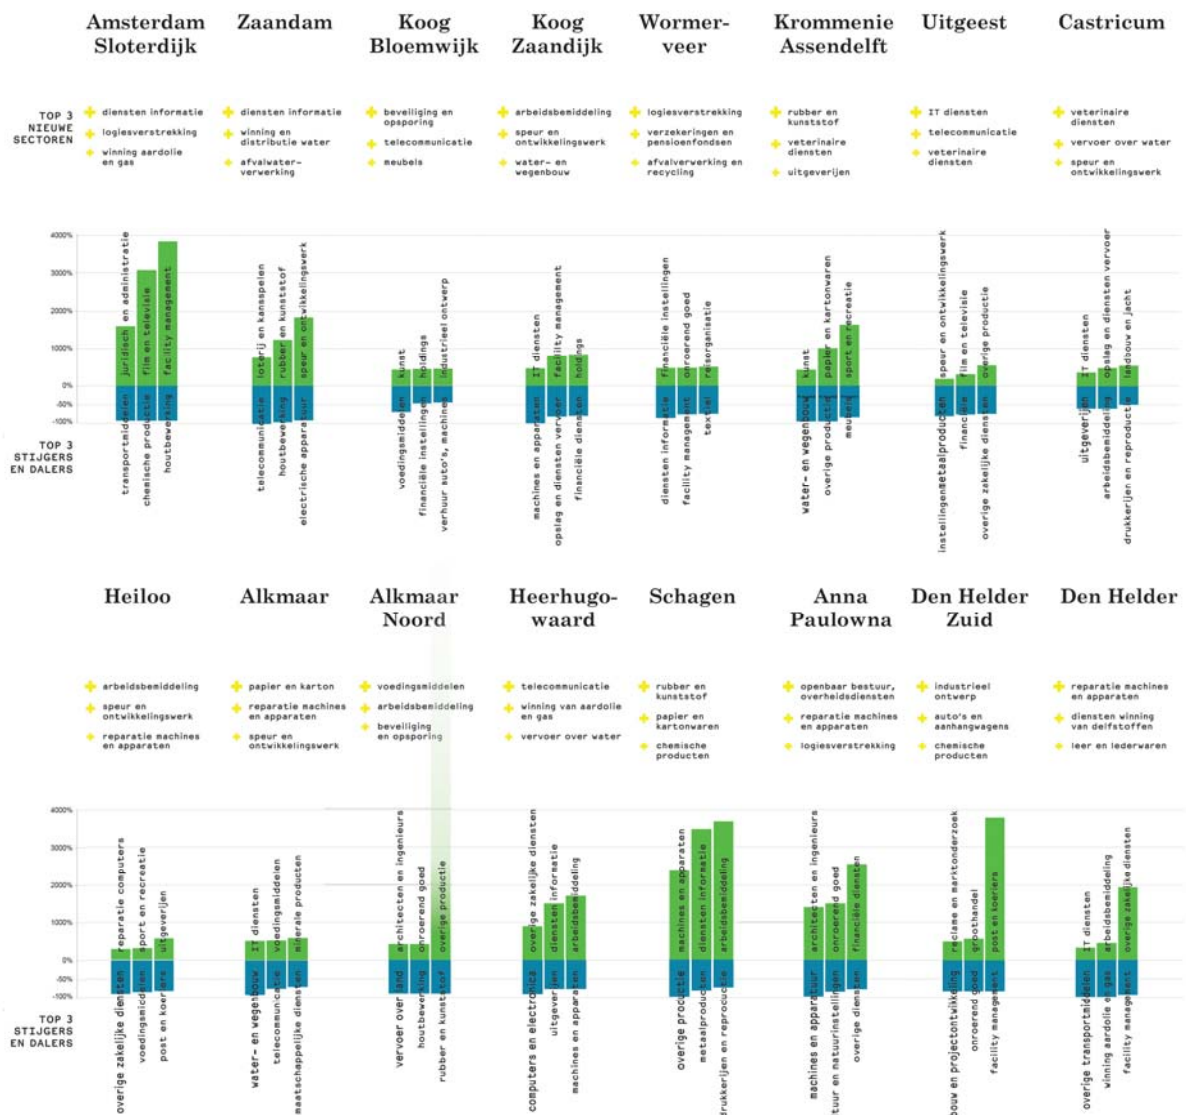 Amsterdam
Sloterdijk
Zaandam
Koog
Bloemwijk
Koog
Zaandijk
Wormer-
veer
Krommenie
Assendelft
Uitgeest
Castricum
TOP 3
NIEUWE
SECTOREN
diensten informatie
logiesverstrekking
winning aardolie
en gas
diensten informatie
winning en
distributie water
afvalwater-
verwerking
beveiliging en
opsporing
telecommunicatie
meubels
arbeidsbemiddeling
speur en
ontwikkelingswerk
water- en
wegenbouw
logiesverstrekking
verzekeringen en
pensioenfondsen
afvalverwerking en
recycling
rubber en
kunststof
veterinaire
diensten
uitgeverijen
IT diensten
telecommunicatie
veterinaire
diensten
veterinaire
diensten
vervoer over water
speur en
ontwikkelingswerk
4000%
3000%
2000%
1000%
0%
-50%
-100%
TOP 3
STIJGERS
EN DALERS
juridisch en administratie
film en televisie
facility management
transportmiddelen
chemische productie
houtbewerking
loterij en kansspelen
rubber en kunststof
speur en ontwikkelingswerk
telecommunicatie
houtbewerking
electrische apparatuur
kunst
holdings
industrieel ontwerp
voedingsmiddelen
financiële instellingen
verhuur auto's, machines
IT diensten
facility management
holdings
machines en apparaten
opslag en diensten vervoer
financiële diensten
financiële instellingen
onroerend goed
reisorganisatie
diensten informatie
facility management
textiel
kunst
papier en kartonwaren
sport en recreatie
water- en wegenbouw
overige productie
meubels
speur en ontwikkelingswerk
film en televisie
overige productie
metaalproducten
financiële
instellingen
overige zakelijke diensten
IT diensten
opslag en diensten vervoer
landbouw en jacht
uitgeverijen
arbeidsbemiddeling
drukkerijen en reproductie
Heiloo
Alkmaar
Alkmaar
Noord
Heerhugo-
waard
Schagen
Anna
Paulowna
Den Helder
Zuid
Den Helder
arbeidsbemiddeling
speur en
ontwikkelingswerk
reparatie machines
en apparaten
papier en karton
reparatie machines
en apparaten
speur en
ontwikkelingswerk
voedingsmiddelen
arbeidsbemiddeling
beveiliging
en opsporing
telecommunicatie
winning van aardolie
en gas
vervoer over water
rubber en
kunststof
papier en
kartonwaren
chemische
producten
openbaar bestuur,
overheidsdiensten
reparatie machines
en apparaten
logiesverstrekking
industrieel
ontwerp
auto's en
aanhangwagens
chemische
producten
reparatie machines
en apparaten
diensten winning
van delfstoffen
leer en lederwaren
4000%
3000%
2000%
1000%
0%
-50%
-100%
TOP 3
STIJGERS
EN DALERS
reparatie computers
sport en recreatie
uitgeverijen
overige zakelijke diensten
voedingsmiddelen
post en koeriers
IT diensten
voedingsmiddelen
minerale producten
water- en wegenbouw
telecommunicatie
maatschappelijke diensten
architecten en ingenieurs
onroerend goed
overige productie
vervoer over land
houtbewerking
rubber en kunststof
overige zakelijke diensten
diensten informatie
arbeidsbemiddeling
computers en electronica
uitgeverijen
machines en apparaten
machines en apparaten
diensten informatie
arbeidsbemiddeling
overige productie
metaalproducten
drukkerijen en reproductie
architecten en ingenieurs
onroerend goed
financiële diensten
machines en apparatuur
tuur en natuurinstellingen
overige diensten
reclame en marktonderzoek
groothandel
post en koeriers
bouw en projectontwikkeling
onroerend goed
facility management
IT diensten
arbeidsbemiddeling
overige zakelijke diensten
overige transportmiddelen
winning aardolie en gas
facility management